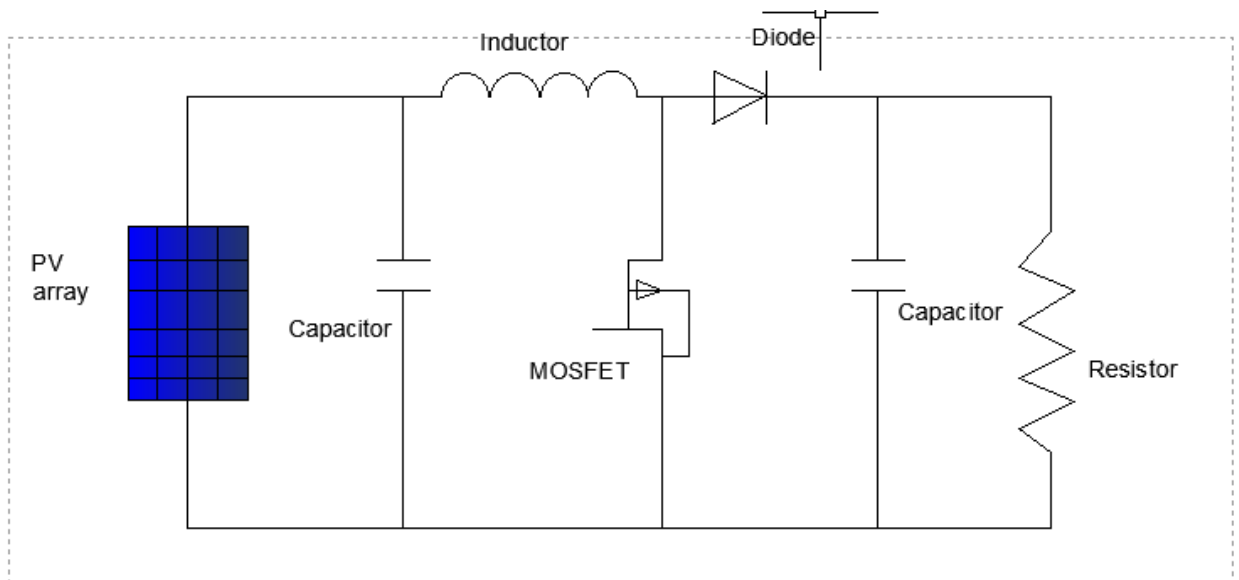 Inductor
Diode
PV
array
Capacitor
MOSFET
Capacitor
Resistor